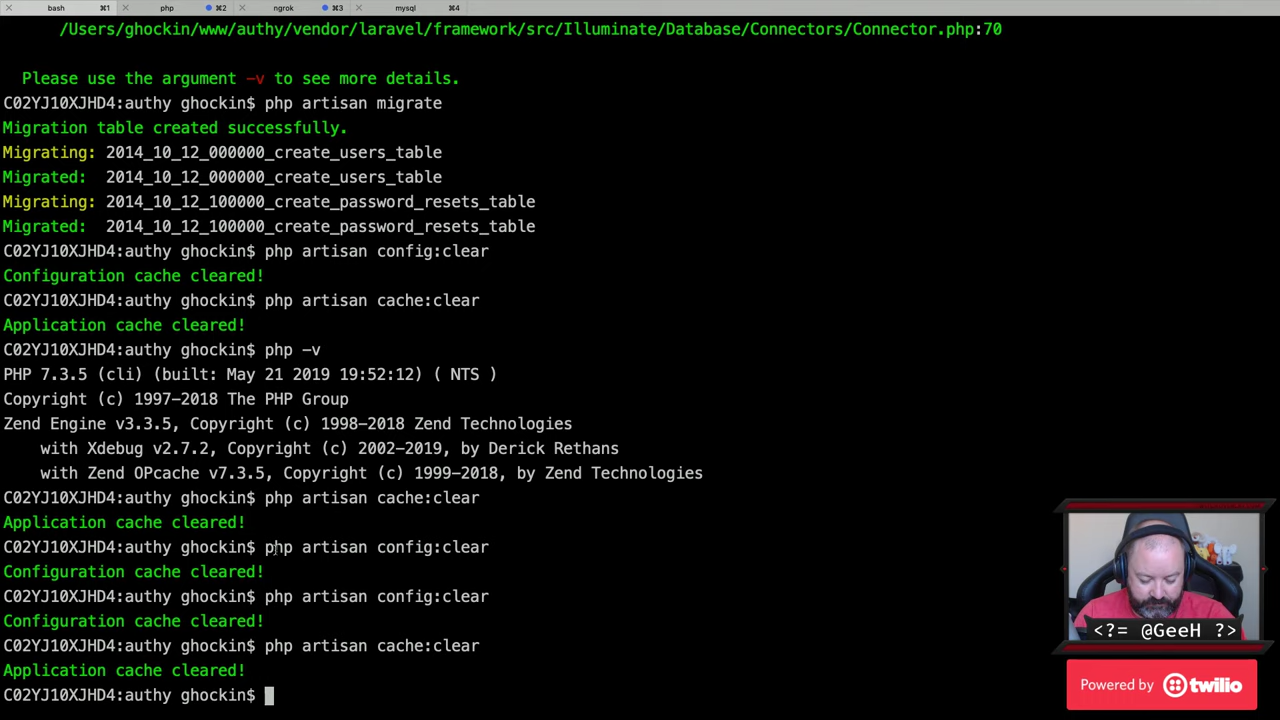 bash ⌘1 php ⌘2 ngrok ⌘3 mysql ⌘4
/Users/ghockin/www/authy/vendor/laravel/framework/src/Illuminate/Database/Connectors/Connector.php:70
Please use the argument -v to see more details.
C02YJ10XJHD4:authy ghockin$ php artisan migrate
Migration table created successfully.
Migrating: 2014_10_12_000000_create_users_table
Migrated:  2014_10_12_000000_create_users_table
Migrating: 2014_10_12_100000_create_password_resets_table
Migrated:  2014_10_12_100000_create_password_resets_table
C02YJ10XJHD4:authy ghockin$ php artisan config:clear
Configuration cache cleared!
C02YJ10XJHD4:authy ghockin$ php artisan cache:clear
Application cache cleared!
C02YJ10XJHD4:authy ghockin$ php -v
PHP 7.3.5 (cli) (built: May 21 2019 19:52:12) ( NTS )
Copyright (c) 1997-2018 The PHP Group
Zend Engine v3.3.5, Copyright (c) 1998-2018 Zend Technologies
    with Xdebug v2.7.2, Copyright (c) 2002-2019, by Derick Rethans
    with Zend OPcache v7.3.5, Copyright (c) 1999-2018, by Zend Technologies
C02YJ10XJHD4:authy ghockin$ php artisan cache:clear
Application cache cleared!
C02YJ10XJHD4:authy ghockin$ php artisan config:clear
Configuration cache cleared!
C02YJ10XJHD4:authy ghockin$ php artisan config:clear
Configuration cache cleared!
C02YJ10XJHD4:authy ghockin$ php artisan cache:clear
Application cache cleared!
C02YJ10XJHD4:authy ghockin$
<?= @GeeH ?>
Powered by twilio